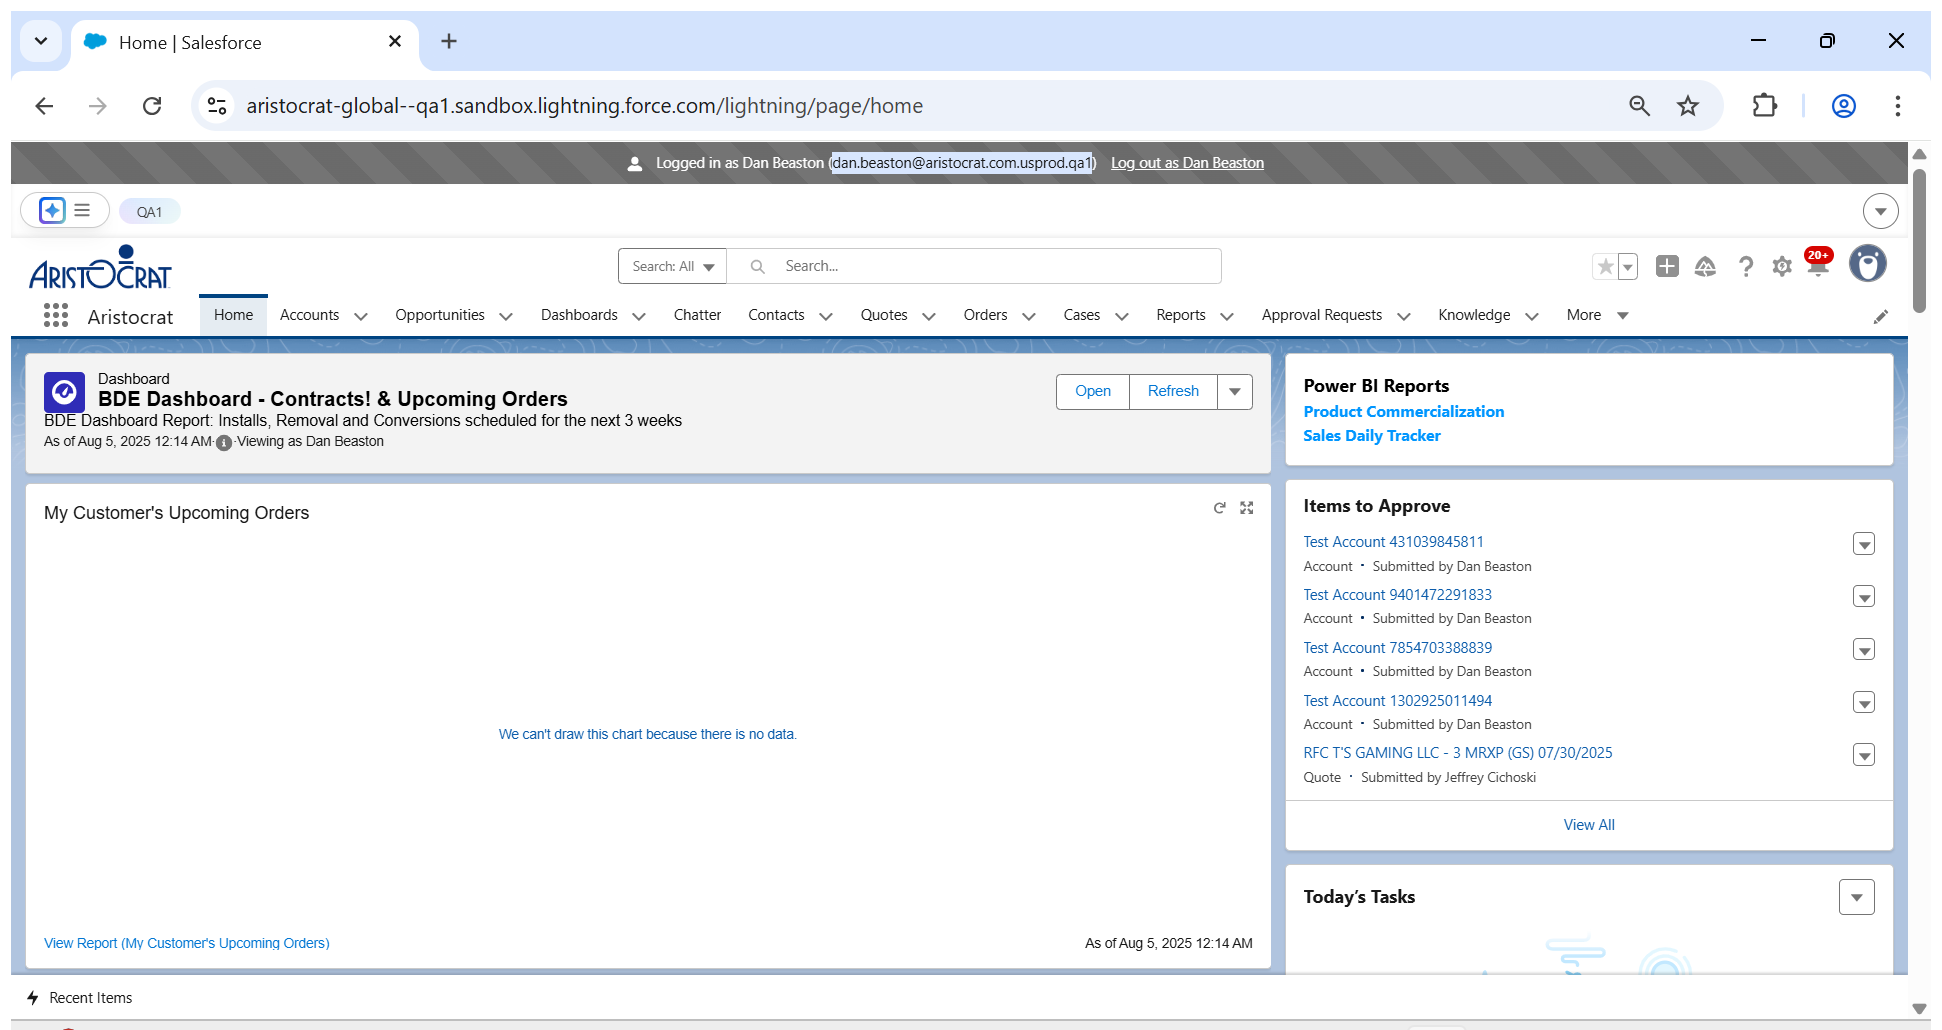 Home | Salesforce
aristocrat-global--qa1.sandbox.lightning.force.com/lightning/page/home
Logged in as Dan Beaston (dan.beaston@aristocrat.com.usprod.qa1) Log out as Dan Beaston
QA1
ARISTOCRAT
Search: All
Search...
20+
Aristocrat
Home
Accounts
Opportunities
Dashboards
Chatter
Contacts
Quotes
Orders
Cases
Reports
Approval Requests
Knowledge
More
Dashboard
BDE Dashboard - Contracts! & Upcoming Orders
BDE Dashboard Report: Installs, Removal and Conversions scheduled for the next 3 weeks
As of Aug 5, 2025 12:14 AM·Viewing as Dan Beaston
Open
Refresh
My Customer's Upcoming Orders
We can't draw this chart because there is no data.
View Report (My Customer's Upcoming Orders)
As of Aug 5, 2025 12:14 AM
Power BI Reports
Product Commercialization
Sales Daily Tracker
Items to Approve
Test Account 431039845811
Account • Submitted by Dan Beaston
Test Account 9401472291833
Account • Submitted by Dan Beaston
Test Account 7854703388839
Account • Submitted by Dan Beaston
Test Account 1302925011494
Account • Submitted by Dan Beaston
RFC T'S GAMING LLC - 3 MRXP (GS) 07/30/2025
Quote • Submitted by Jeffrey Cichoski
View All
Today's Tasks
Recent Items